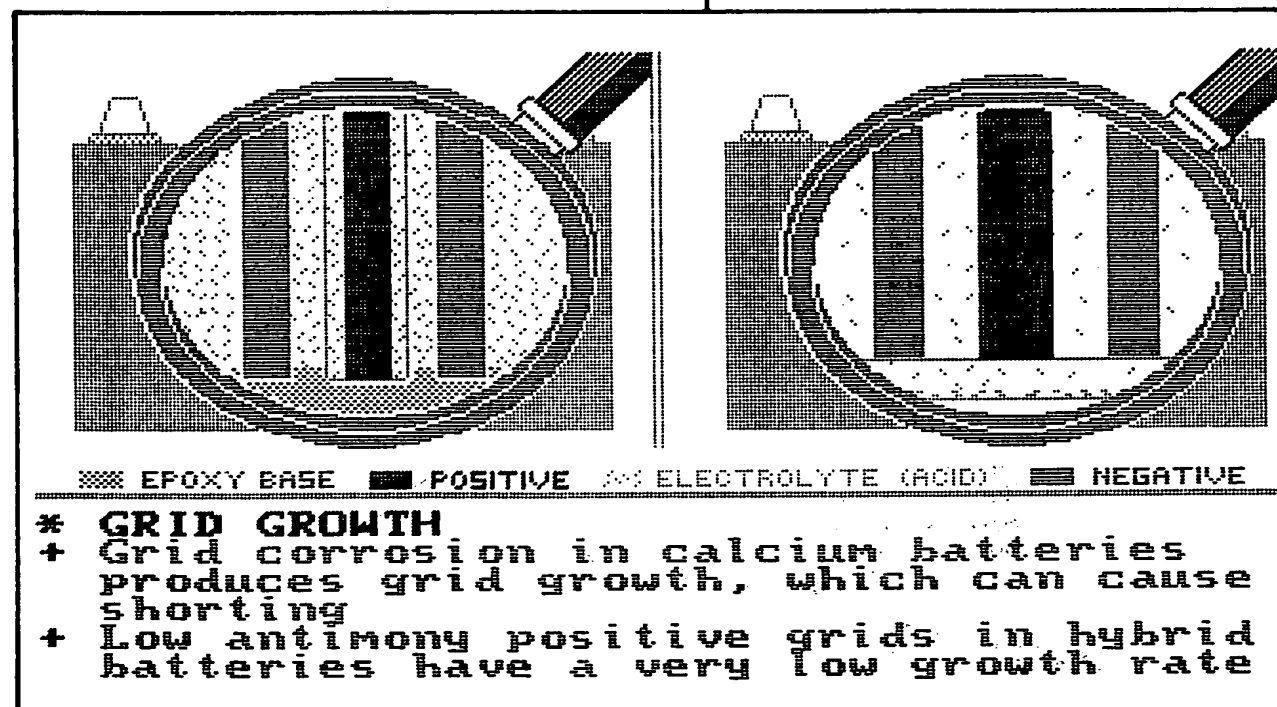 EPOXY BASE POSITIVE ELECTROLYTE (ACID) NEGATIVE
* GRID GROWTH
+ Grid corrosion in calcium batteries
produces grid growth, which can cause
shorting
+ Low antimony positive grids in hybrid
batteries have a very low growth rate